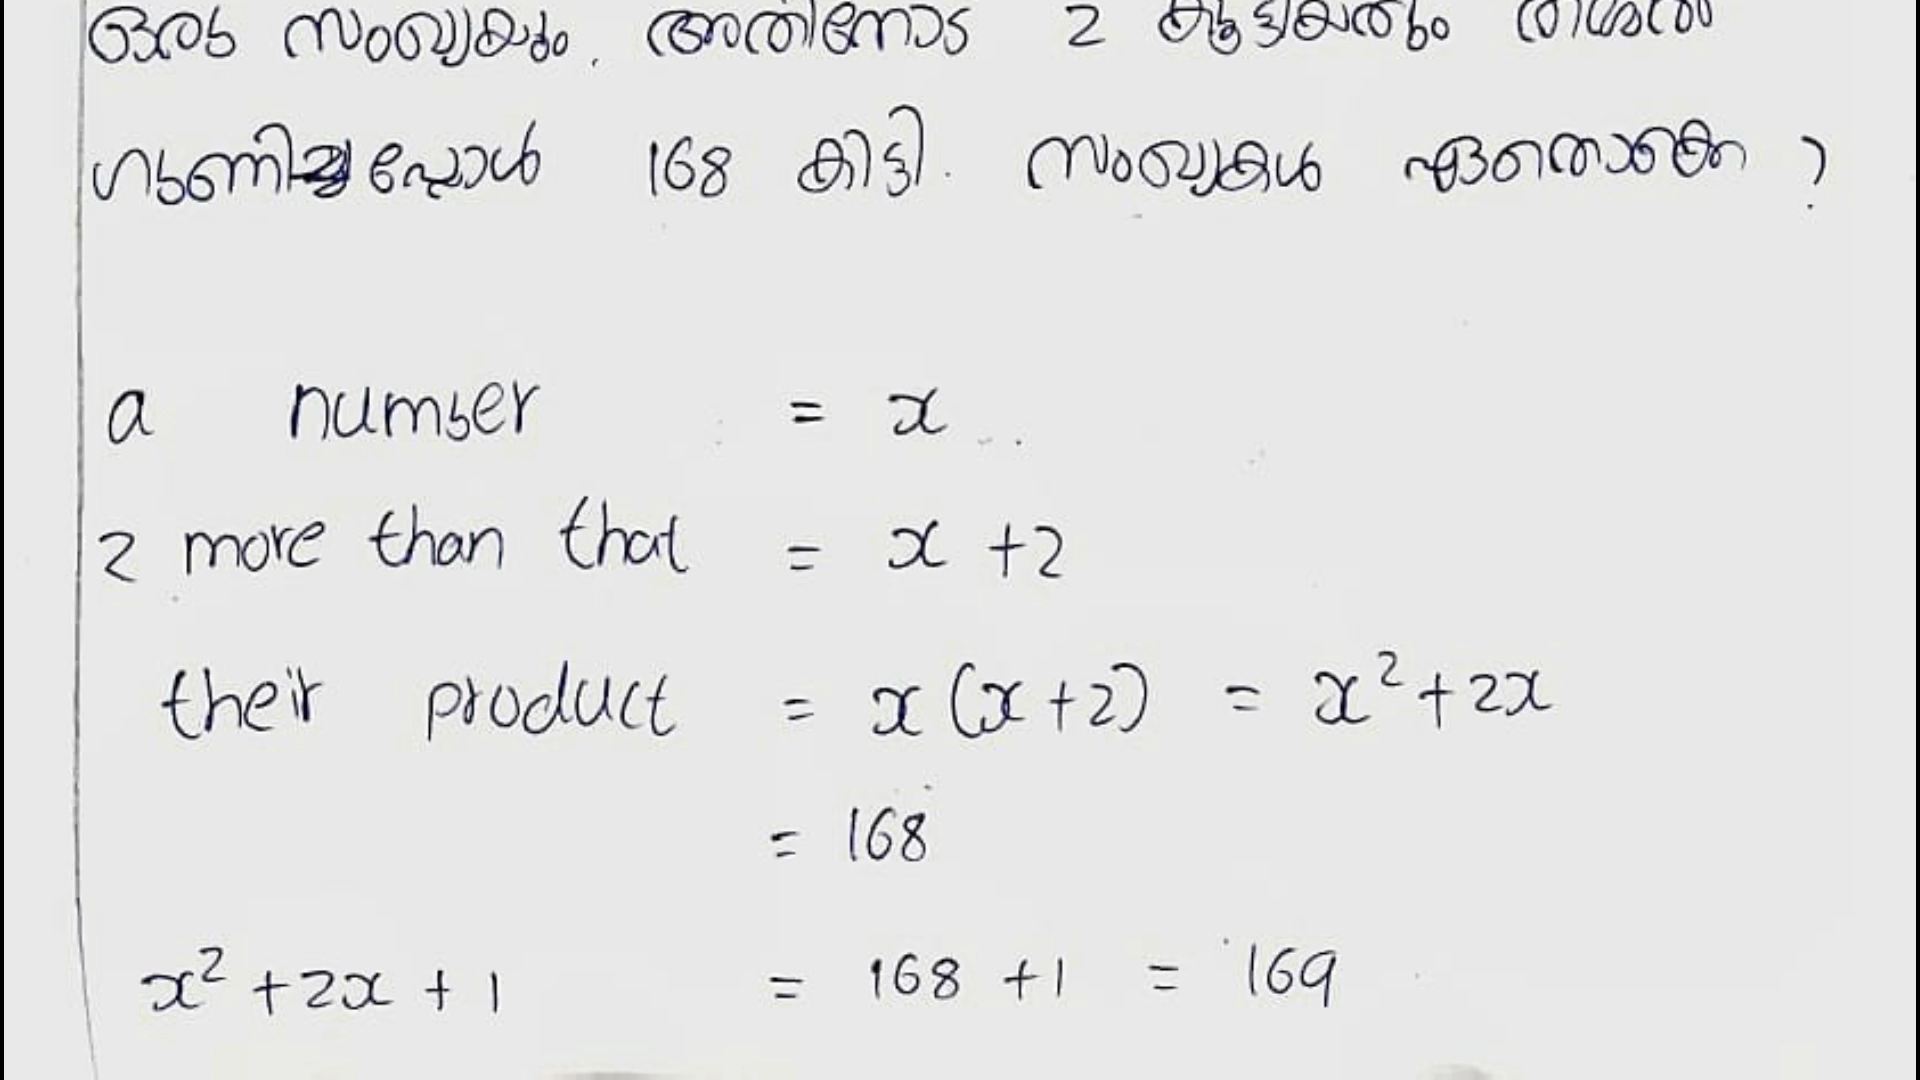 ഒരു സംഖ്യയും, അതിനോട് 2 കൂട്ടിയതും തമ്മിൽ
ഗുണിച്ചപ്പോൾ 168 കിട്ടി. സംഖ്യകൾ ഏതൊക്കെ ?
a number = x
2 more than that = x +2
their product = x (x +2) = x² + 2x
= 168
x² + 2x + 1 = 168 +1 = 169